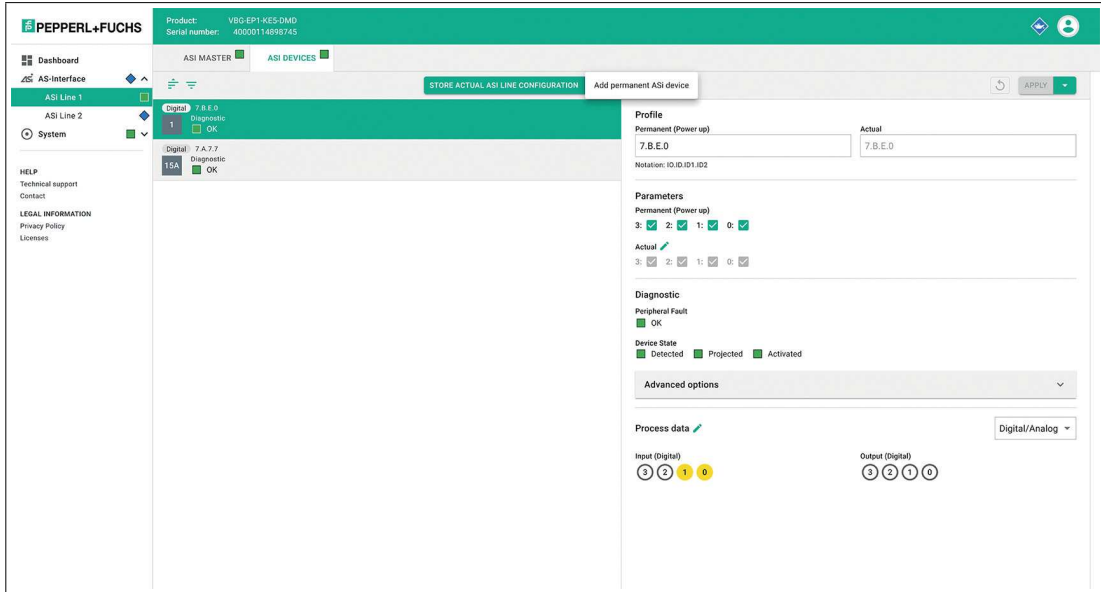 PEPPERL+FUCHS
Product: VBG-EP1-KE5-DMD
Serial number: 40000114898745
Dashboard
AS-Interface
ASi Line 1
ASi Line 2
System
HELP
Technical support
Contact
LEGAL INFORMATION
Privacy Policy
Licenses
ASI MASTER
ASI DEVICES
STORE ACTUAL ASI LINE CONFIGURATION
Add permanent ASi device
APPLY
Digital 7.B.E.0
Diagnostic
1 OK
Digital 7.A.7.7
Diagnostic
15A OK
Profile
Permanent (Power up) Actual
7.B.E.0 7.B.E.0
Notation: IO.ID.ID1.ID2
Parameters
Permanent (Power up)
3: 2: 1: 0:
Actual
3: 2: 1: 0:
Diagnostic
Peripheral Fault
OK
Device State
Detected Projected Activated
Advanced options
Process data Digital/Analog
Input (Digital) Output (Digital)
3 2 1 0 3 2 1 0